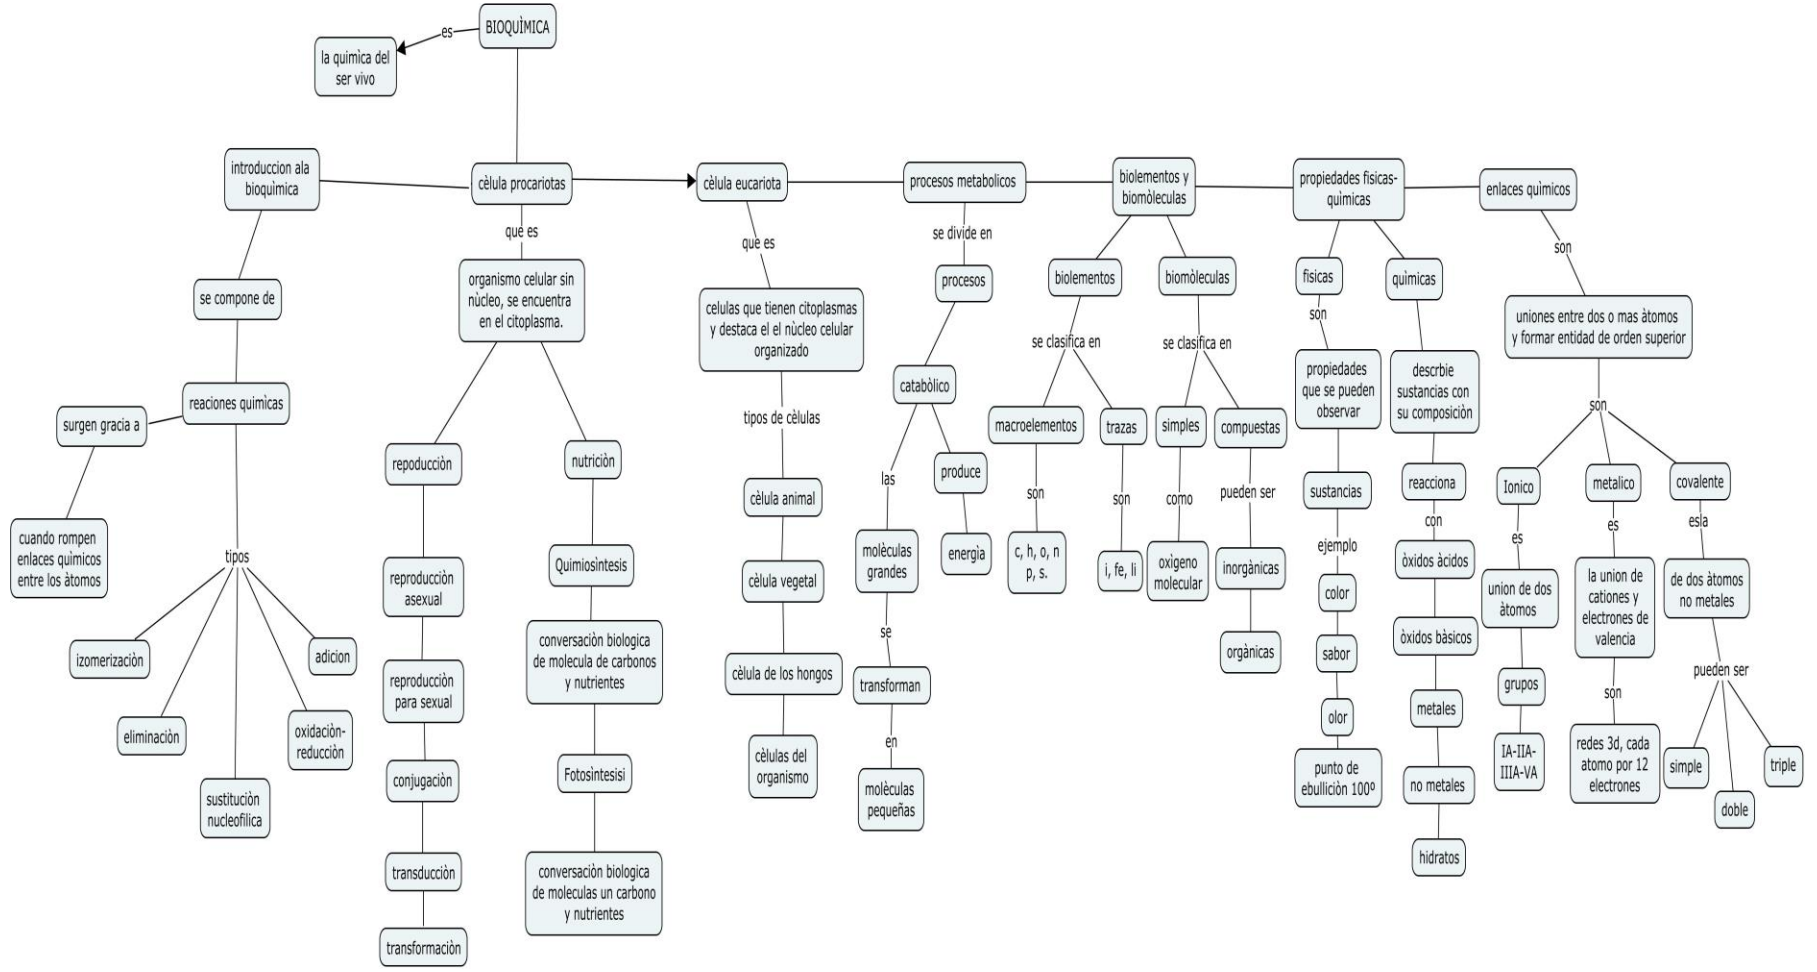 BIOQUÌMICA
es
la quimìca del
ser vivo
introduccion ala
bioquìmica
cèlula procariotas
cèlula eucariota
procesos metabolicos
biolementos y
biomòleculas
propiedades fisicas-
quìmicas
enlaces quìmicos
se compone de
reaciones quimìcas
surgen gracia a
cuando rompen
enlaces quìmicos
entre los àtomos
tipos
izomerizaciòn
eliminaciòn
sustituciòn
nucleofilica
oxidaciòn-
reducciòn
adicion
que es
organismo celular sin
nùcleo, se encuentra
en el citoplasma.
repoducciòn
reproducciòn
asexual
reproducciòn
para sexual
conjugaciòn
transducciòn
transformaciòn
nutriciòn
Quimiosìntesis
conversaciòn biologica
de molecula de carbonos
y nutrientes
Fotosìntesisi
conversaciòn biologica
de moleculas un carbono
y nutrientes
que es
celulas que tienen citoplasmas
y destaca el el nùcleo celular
organizado
tipos de cèlulas
cèlula animal
cèlula vegetal
cèlula de los hongos
cèlulas del
organismo
se divide en
procesos
catabòlico
las
molèculas
grandes
se
transforman
en
molèculas
pequeñas
produce
energìa
biolementos
se clasifica en
macroelementos
son
c, h, o, n
p, s.
trazas
son
i, fe, li
biomòleculas
se clasifica en
simples
como
oxìgeno
molecular
compuestas
pueden ser
inorgànicas
orgànicas
fisicas
son
propiedades
que se pueden
observar
sustancias
ejemplo
color
sabor
olor
punto de
ebulliciòn 100º
quìmicas
descrbie
sustancias con
su composiciòn
reacciona
con
òxidos àcidos
òxidos bàsicos
metales
no metales
hidratos
son
uniones entre dos o mas àtomos
y formar entidad de orden superior
son
Ionico
es
union de dos
àtomos
grupos
IA-IIA-
IIIA-VA
metalico
es
la union de
cationes y
electrones de
valencia
son
redes 3d, cada
atomo por 12
electrones
covalente
esla
de dos àtomos
no metales
pueden ser
simple
doble
triple